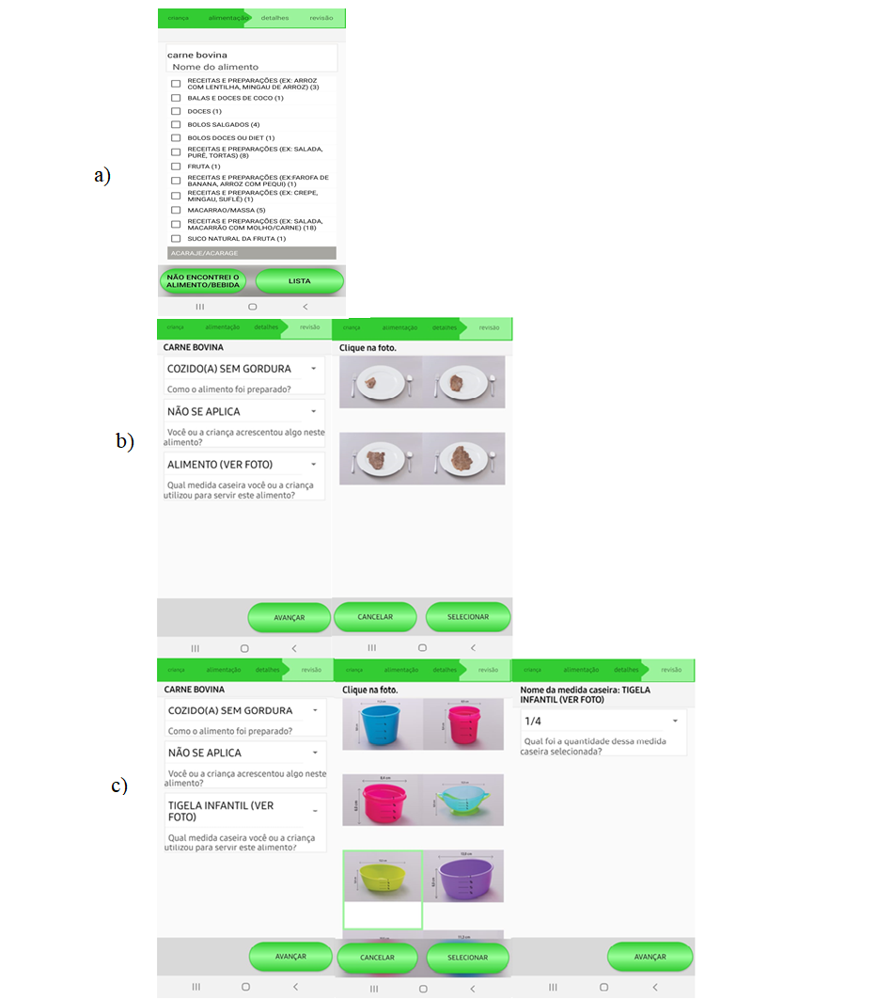 criança alimentação detalhes revisão
carne bovina
Nome do alimento
RECEITAS E PREPARAÇÕES (EX: ARROZ
COM LENTILHA, MINGAU DE ARROZ) (3)
BALAS E DOCES DE COCO (1)
DOCES (1)
BOLOS SALGADOS (4)
BOLOS DOCES OU DIET (1)
RECEITAS E PREPARAÇÕES (EX: SALADA,
PURÊ, TORTAS) (8)
FRUTA (1)
a)
RECEITAS E PREPARAÇÕES (EX:FAROFA DE
BANANA, ARROZ COM PEQUI) (1)
RECEITAS E PREPARAÇÕES (EX: CREPE,
MINGAU, SUFLÊ) (1)
MACARRAO/MASSA (5)
RECEITAS E PREPARAÇÕES (EX: SALADA,
MACARRÃO COM MOLHO/CARNE) (18)
SUCO NATURAL DA FRUTA (1)
ACARAJE/ACARAGE
NÃO ENCONTREI O
ALIMENTO/BEBIDA
LISTA
b)
criança alimentação detalhes revisão
CARNE BOVINA
COZIDO(A) SEM GORDURA
Como o alimento foi preparado?
NÃO SE APLICA
Você ou a criança acrescentou algo neste
alimento?
ALIMENTO (VER FOTO)
Qual medida caseira você ou a criança
utilizou para servir este alimento?
AVANÇAR
criança alimentação detalhes revisão
Clique na foto.
CANCELAR SELECIONAR
c)
criança alimentação detalhes revisão
CARNE BOVINA
COZIDO(A) SEM GORDURA
Como o alimento foi preparado?
NÃO SE APLICA
Você ou a criança acrescentou algo neste
alimento?
TIGELA INFANTIL (VER
FOTO)
Qual medida caseira você ou a criança
utilizou para servir este alimento?
AVANÇAR
criança alimentação detalhes revisão
Clique na foto.
CANCELAR SELECIONAR
criança alimentação detalhes revisão
Nome da medida caseira: TIGELA
INFANTIL (VER FOTO)
1/4
Qual foi a quantidade dessa medida
caseira selecionada?
AVANÇAR